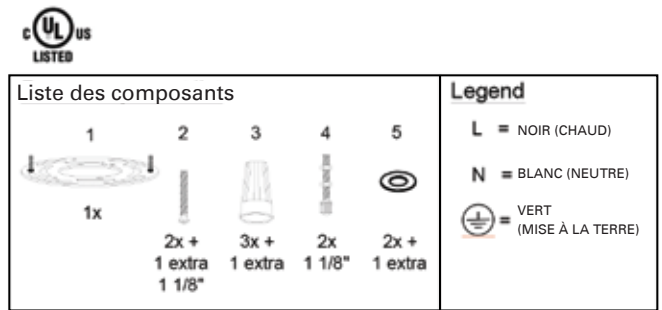 C UL US
LISTED
Liste des composants
1
2
3
4
5
1x
2x +
1 extra
1 1/8"
3x +
1 extra
2x
1 1/8"
2x +
1 extra
Legend
L = NOIR (CHAUD)
N = BLANC (NEUTRE)
= VERT
(MISE À LA TERRE)